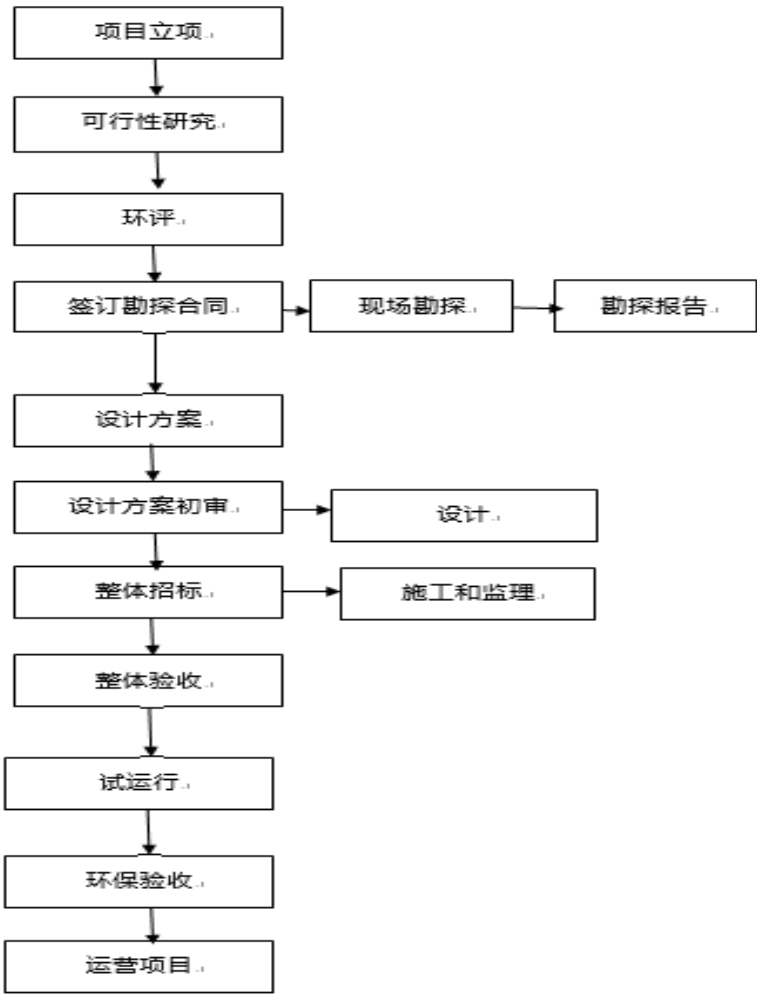 项目立项
可行性研究
环评
签订勘探合同
现场勘探
勘探报告
设计方案
设计方案初审
设计
整体招标
施工和监理
整体验收
试运行
环保验收
运营项目